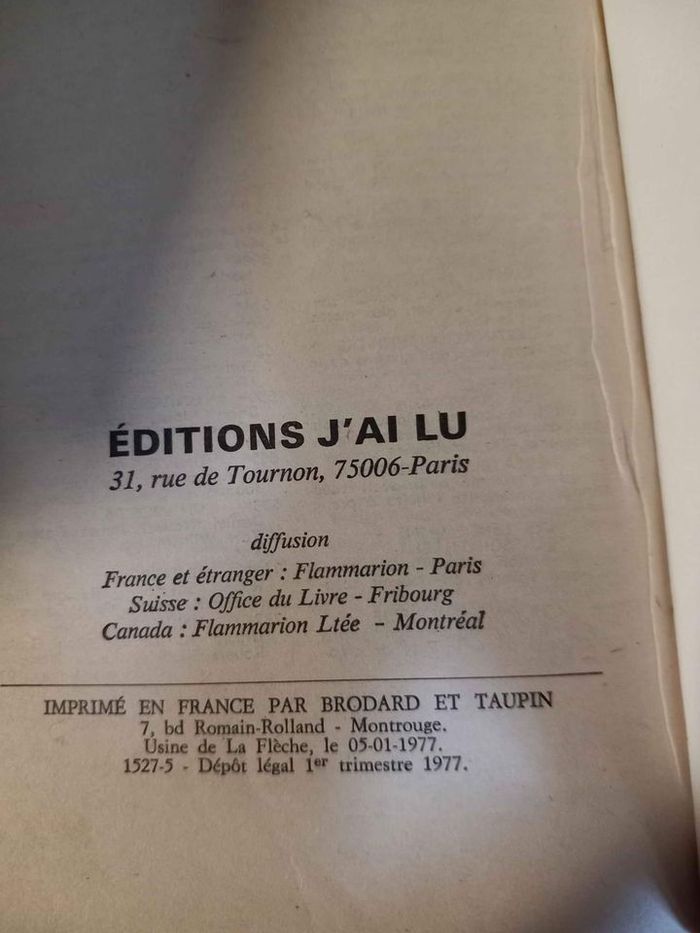 ÉDITIONS J'AI LU
31, rue de Tournon, 75006-Paris
diffusion
France et étranger : Flammarion - Paris
Suisse : Office du Livre - Fribourg
Canada : Flammarion Ltée - Montréal
IMPRIMÉ EN FRANCE PAR BRODARD ET TAUPIN
7, bd Romain-Rolland - Montrouge.
Usine de La Flèche, le 05-01-1977.
1527-5 - Dépôt légal 1er trimestre 1977.